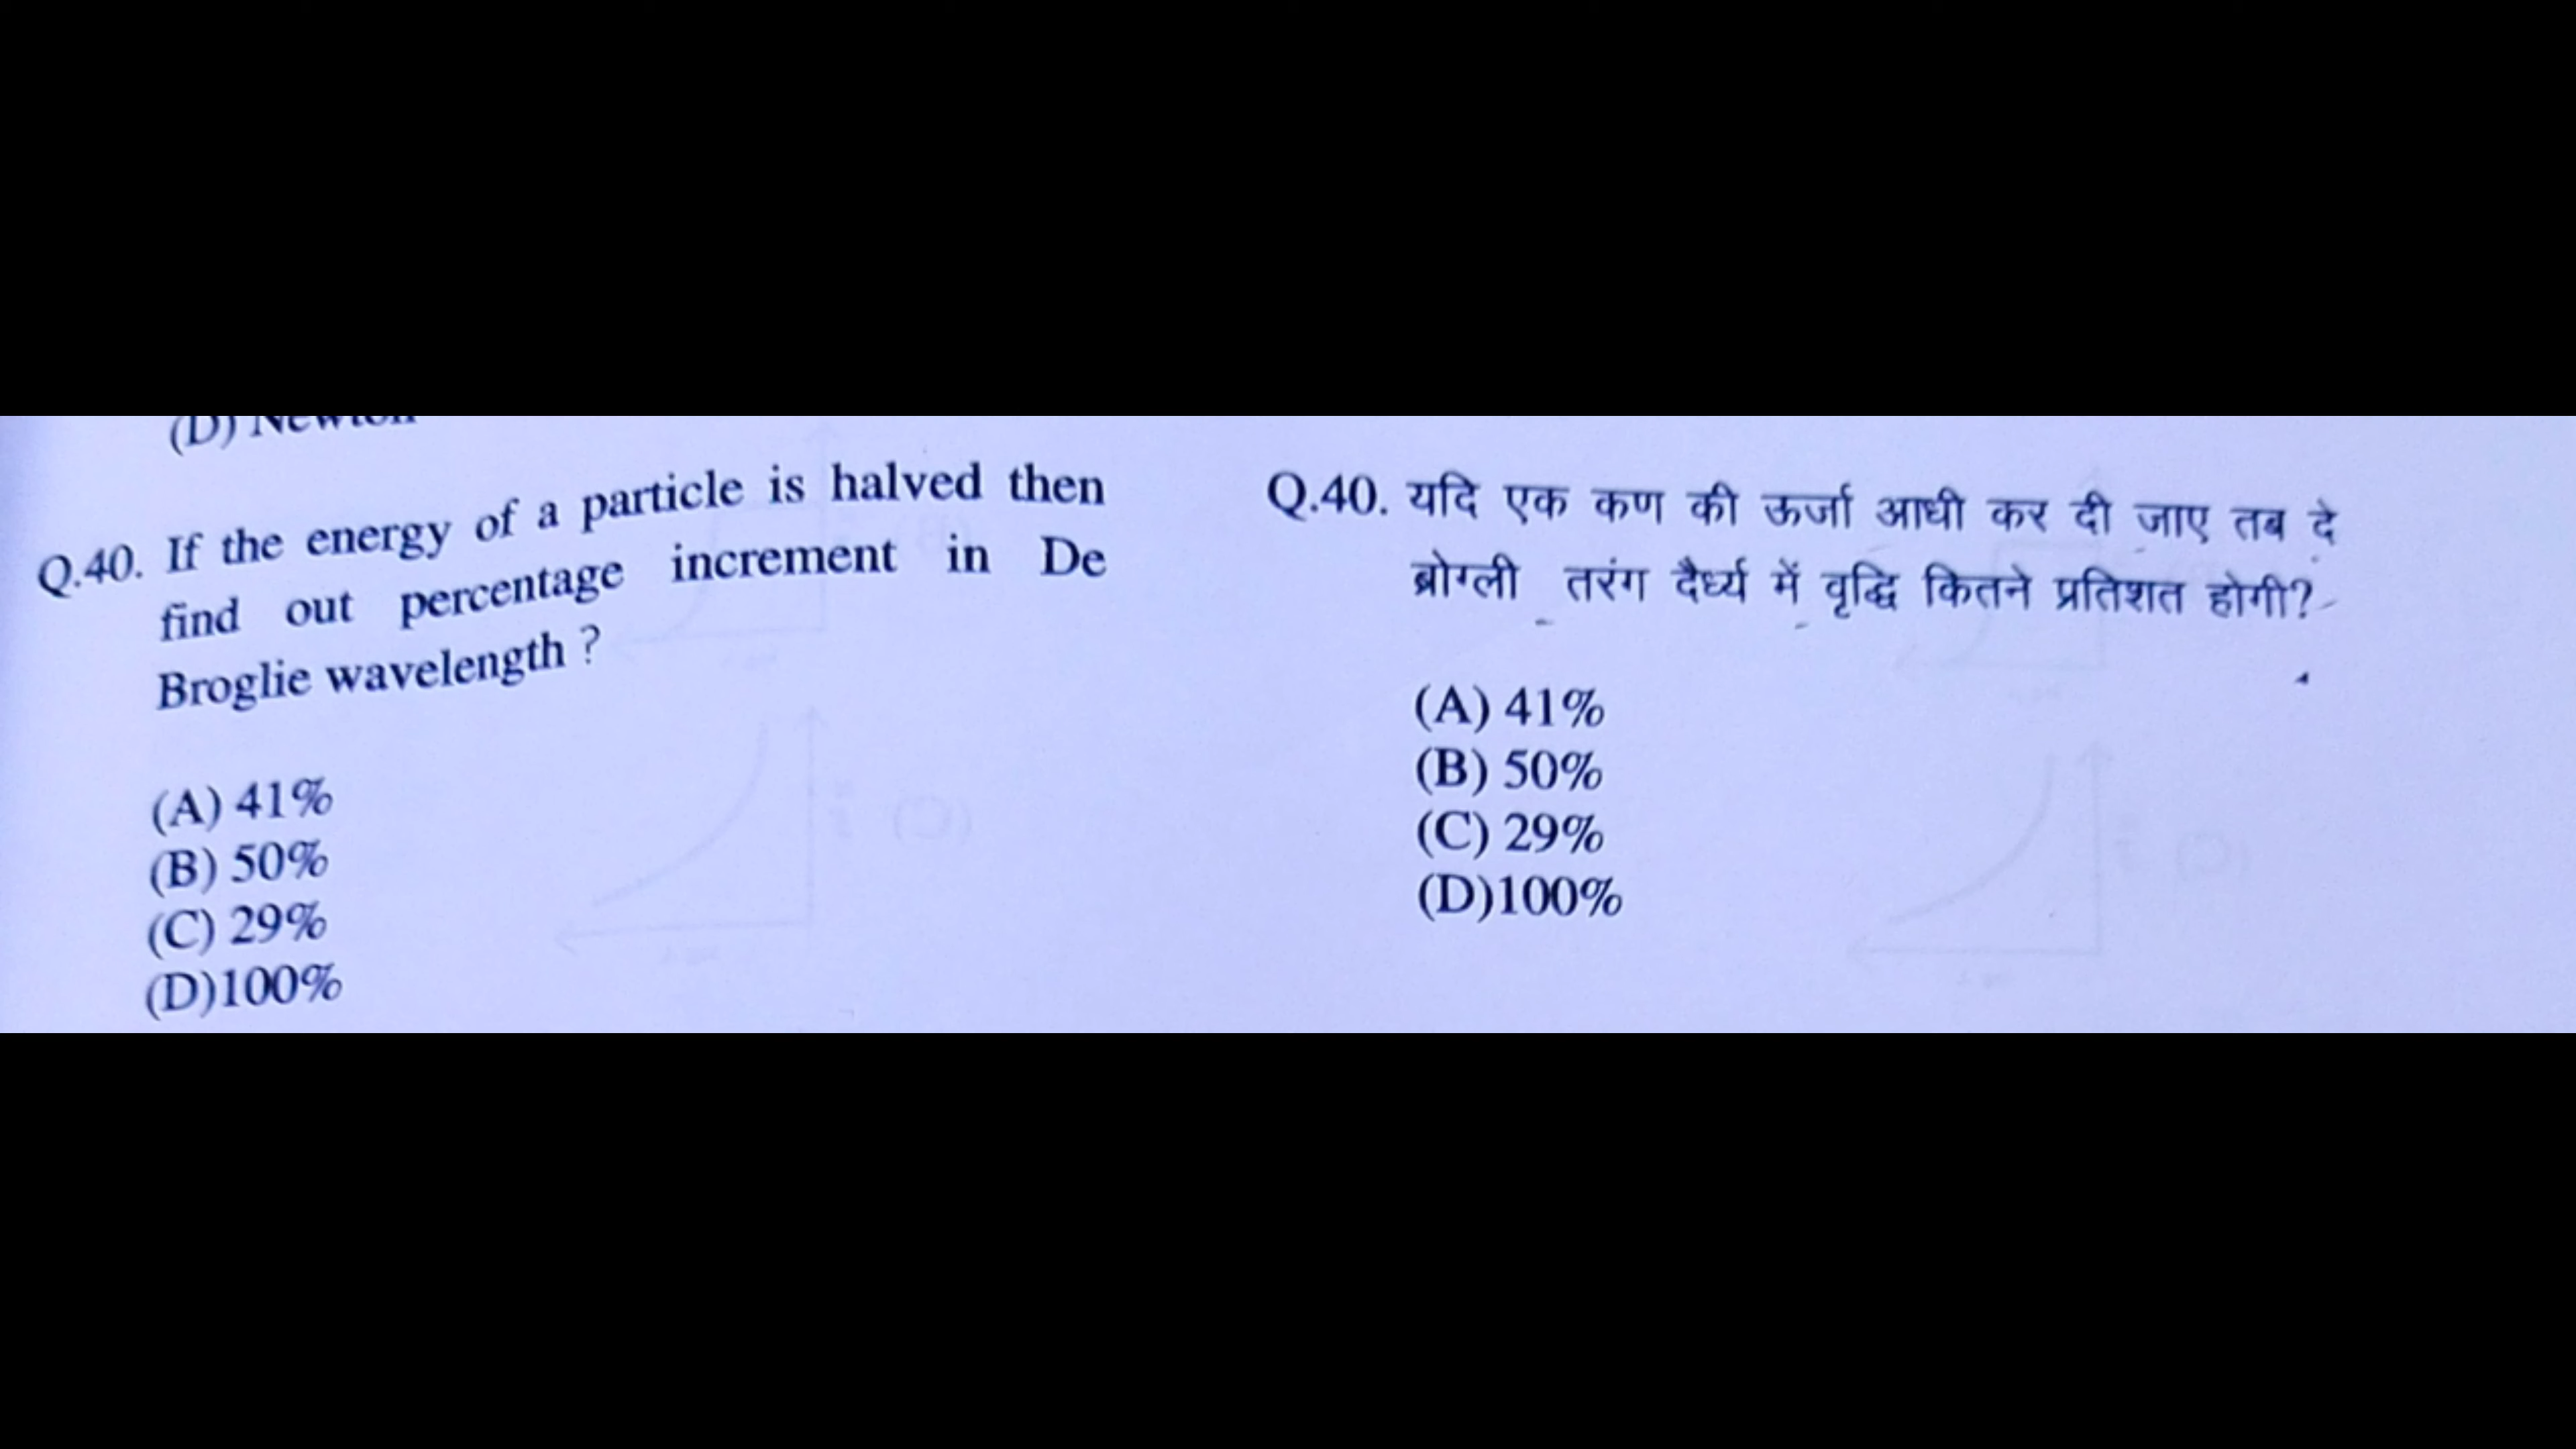 (D) Newton
Q.40. If the energy of a particle is halved then
find out percentage increment in De
Broglie wavelength ?
(A) 41%
(B) 50%
(C) 29%
(D)100%
Q.40. यदि एक कण की ऊर्जा आधी कर दी जाए तब दे
ब्रोग्ली तरंग दैर्ध्य में वृद्धि कितने प्रतिशत होगी?
(A) 41%
(B) 50%
(C) 29%
(D)100%